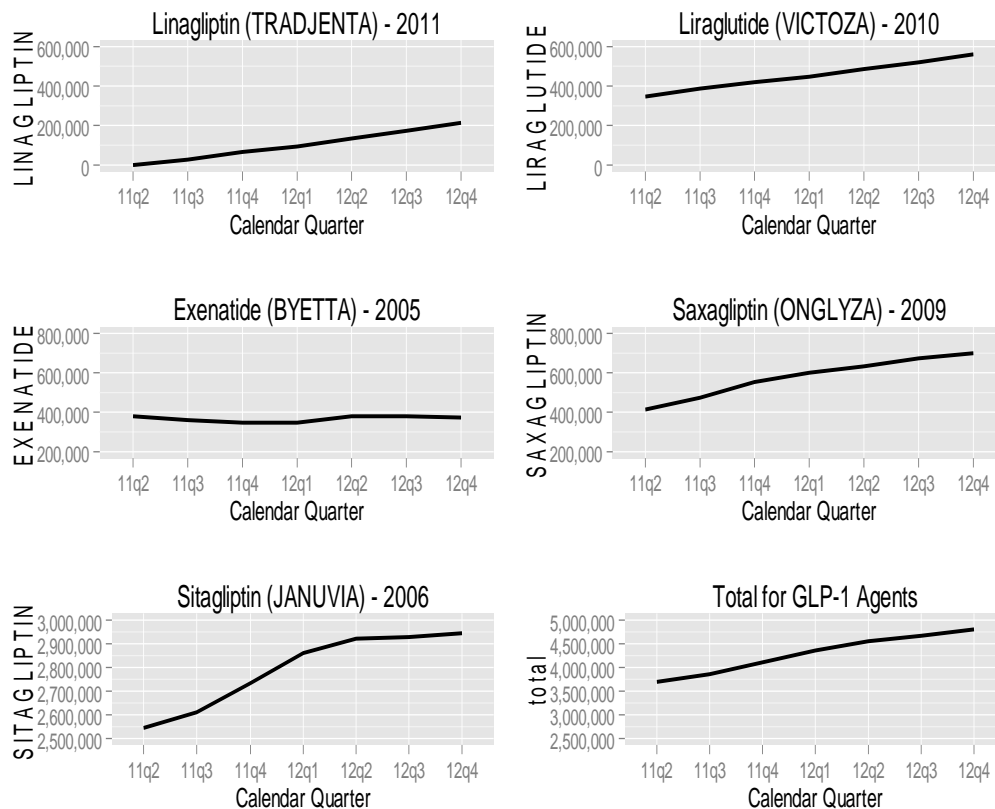 Linagliptin (TRADJENTA) - 2011
LINAGLIPTIN
600,000
400,000
200,000
0
11q2 11q3 11q4 12q1 12q2 12q3 12q4
Calendar Quarter
Liraglutide (VICTOZA) - 2010
LIRAGLUTIDE
600,000
400,000
200,000
0
11q2 11q3 11q4 12q1 12q2 12q3 12q4
Calendar Quarter
Exenatide (BYETTA) - 2005
EXENATIDE
800,000
600,000
400,000
200,000
11q2 11q3 11q4 12q1 12q2 12q3 12q4
Calendar Quarter
Saxagliptin (ONGLYZA) - 2009
SAXAGLIPTIN
800,000
600,000
400,000
200,000
11q2 11q3 11q4 12q1 12q2 12q3 12q4
Calendar Quarter
Sitagliptin (JANUVIA) - 2006
SITAGLIPTIN
3,000,000
2,900,000
2,800,000
2,700,000
2,600,000
2,500,000
11q2 11q3 11q4 12q1 12q2 12q3 12q4
Calendar Quarter
Total for GLP-1 Agents
total
5,000,000
4,500,000
4,000,000
3,500,000
3,000,000
2,500,000
11q2 11q3 11q4 12q1 12q2 12q3 12q4
Calendar Quarter